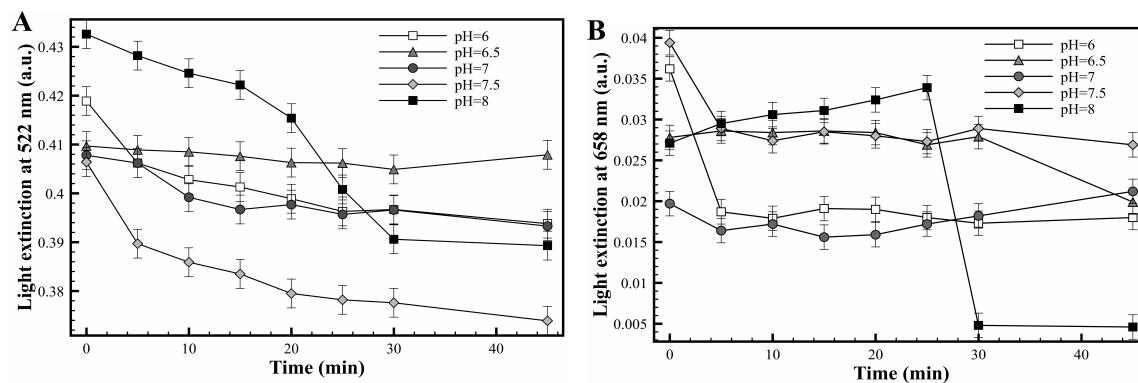 A
Light extinction at 522 nm (a.u.)
0.43
0.42
0.41
0.4
0.39
0.38
pH=6
pH=6.5
pH=7
pH=7.5
pH=8
0
10
20
30
40
Time (min)
B
Light extinction at 658 nm (a.u.)
0.04
0.035
0.03
0.025
0.02
0.015
0.01
0.005
pH=6
pH=6.5
pH=7
pH=7.5
pH=8
0
10
20
30
40
Time (min)